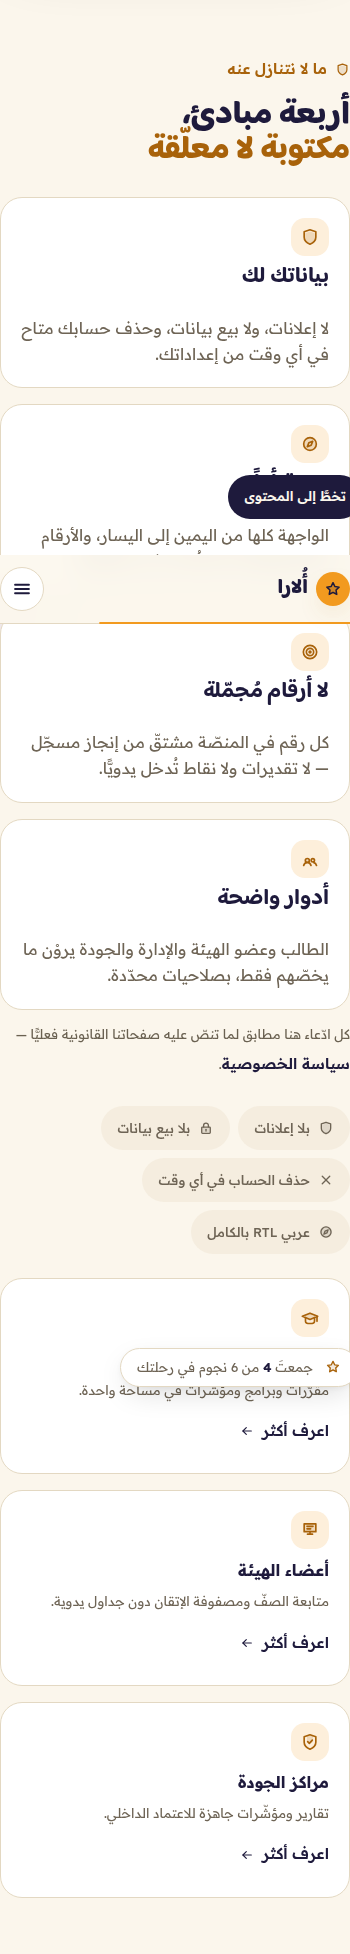 ما لا نتنازل عنه
أربعة مبادئ،
مكتوبة لا معلّقة
بياناتك لك
لا إعلانات، ولا بيع بيانات، وحذف حسابك متاح
في أي وقت من إعداداتك.
تخطَّ إلى المحتوى
الواجهة كلها من اليمين إلى اليسار، والأرقام
ألارا
لا أرقام مُجمّلة
كل رقم في المنصّة مشتقّ من إنجاز مسجّل
— لا تقديرات ولا نقاط تُدخل يدويًّا.
أدوار واضحة
الطالب وعضو الهيئة والإدارة والجودة يروْن ما
يخصّهم فقط، بصلاحيات محدّدة.
كل ادّعاء هنا مطابق لما تنصّ عليه صفحاتنا القانونية فعليًّا —
سياسة الخصوصية.
بلا إعلانات
بلا بيع بيانات
حذف الحساب في أي وقت
عربي RTL بالكامل
جمعتَ 4 من 6 نجوم في رحلتك
مقرّرات وبرامج ومؤشّرات في مساحة واحدة.
اعرف أكثر ←
أعضاء الهيئة
متابعة الصفّ ومصفوفة الإتقان دون جداول يدوية.
اعرف أكثر ←
مراكز الجودة
تقارير ومؤشّرات جاهزة للاعتماد الداخلي.
اعرف أكثر ←